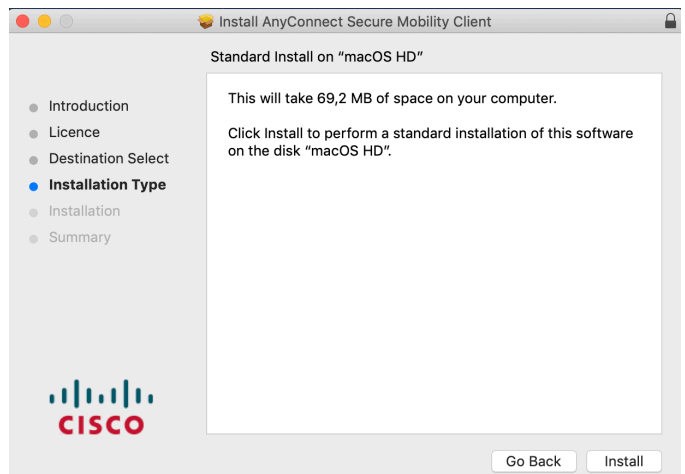 Install AnyConnect Secure Mobility Client
Standard Install on “macOS HD”
Introduction
Licence
Destination Select
Installation Type
Installation
Summary
This will take 69,2 MB of space on your computer.
Click Install to perform a standard installation of this software
on the disk “macOS HD”.
CISCO
Go Back
Install